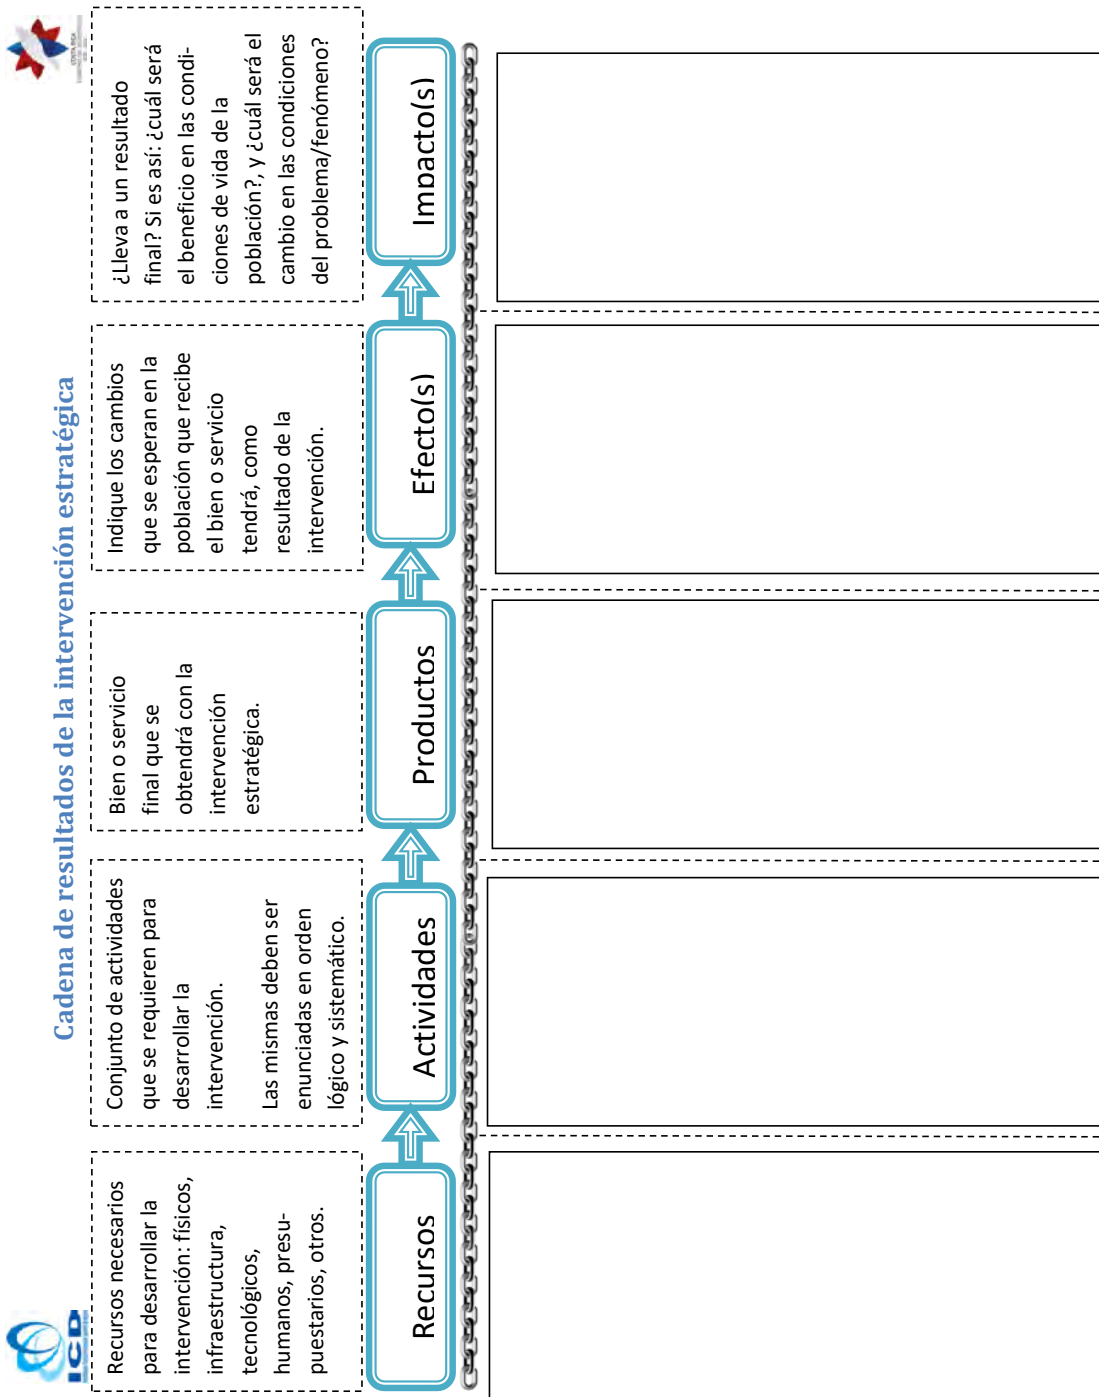 Cadena de resultados de la intervención estratégica
ICD
COSTA RICA
Recursos necesarios
para desarrollar la
intervención: físicos,
infraestructura,
tecnológicos,
humanos, presu-
puestarios, otros.
Conjunto de actividades
que se requieren para
desarrollar la
intervención.
Las mismas deben ser
enunciadas en orden
lógico y sistemático.
Bien o servicio
final que se
obtendrá con la
intervención
estratégica.
Indique los cambios
que se esperan en la
población que recibe
el bien o servicio
tendrá, como
resultado de la
intervención.
¿Lleva a un resultado
final? Si es así: ¿cuál será
el beneficio en las condi-
ciones de vida de la
población?, y ¿cuál será el
cambio en las condiciones
del problema/fenómeno?
Recursos
Actividades
Productos
Efecto(s)
Impacto(s)